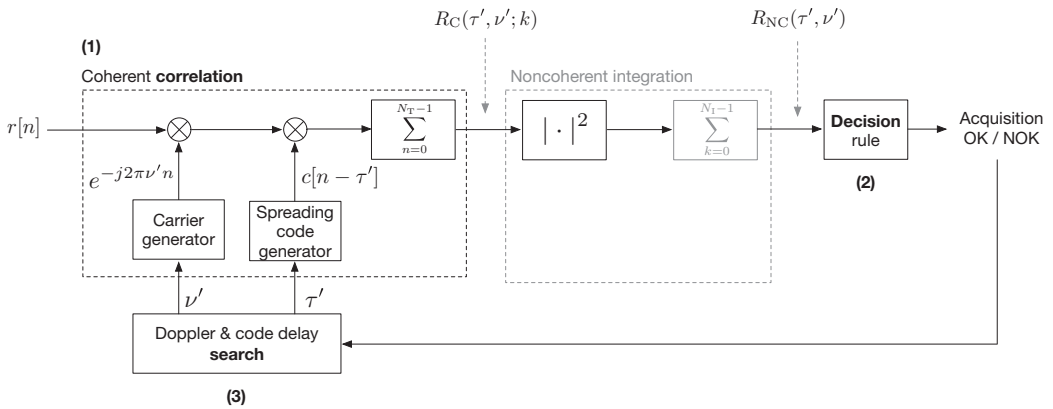 R_C(τ′, ν′; k)
R_NC(τ′, ν′)
(1)
Coherent correlation
Noncoherent integration
r[n]
N_T−1
∑
n=0
| · |²
N_I−1
∑
k=0
Decision
rule
Acquisition
OK / NOK
(2)
e^{−j2πν′n}
c[n − τ′]
Carrier
generator
Spreading
code
generator
ν′
τ′
Doppler & code delay
search
(3)